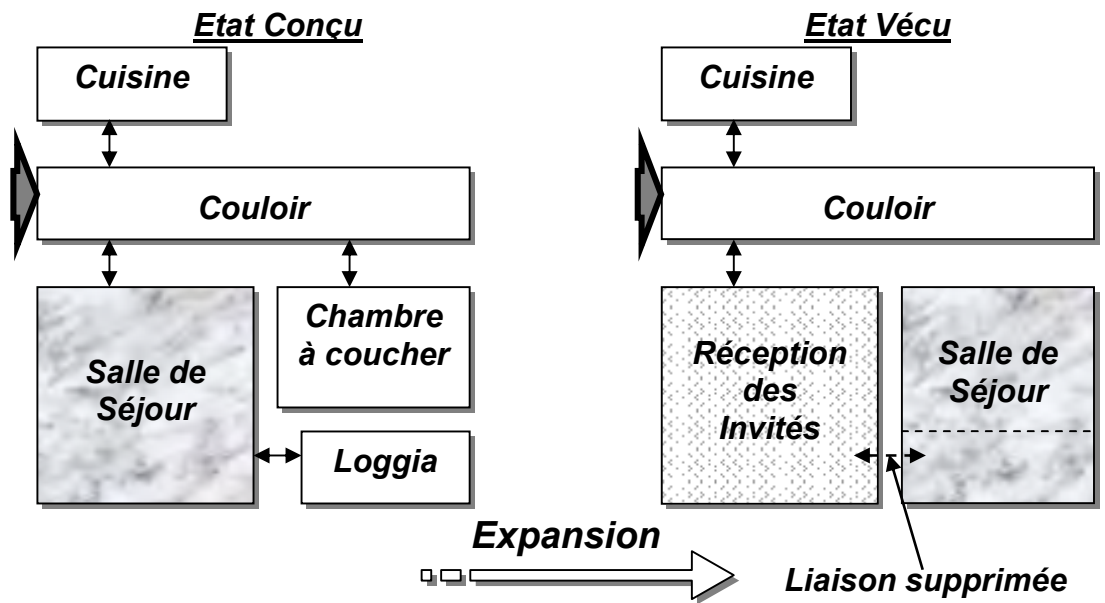 Etat Conçu
Cuisine
Couloir
Salle de
Séjour
Chambre
à coucher
Loggia
Etat Vécu
Cuisine
Couloir
Réception
des
Invités
Salle de
Séjour
Expansion
Liaison supprimée